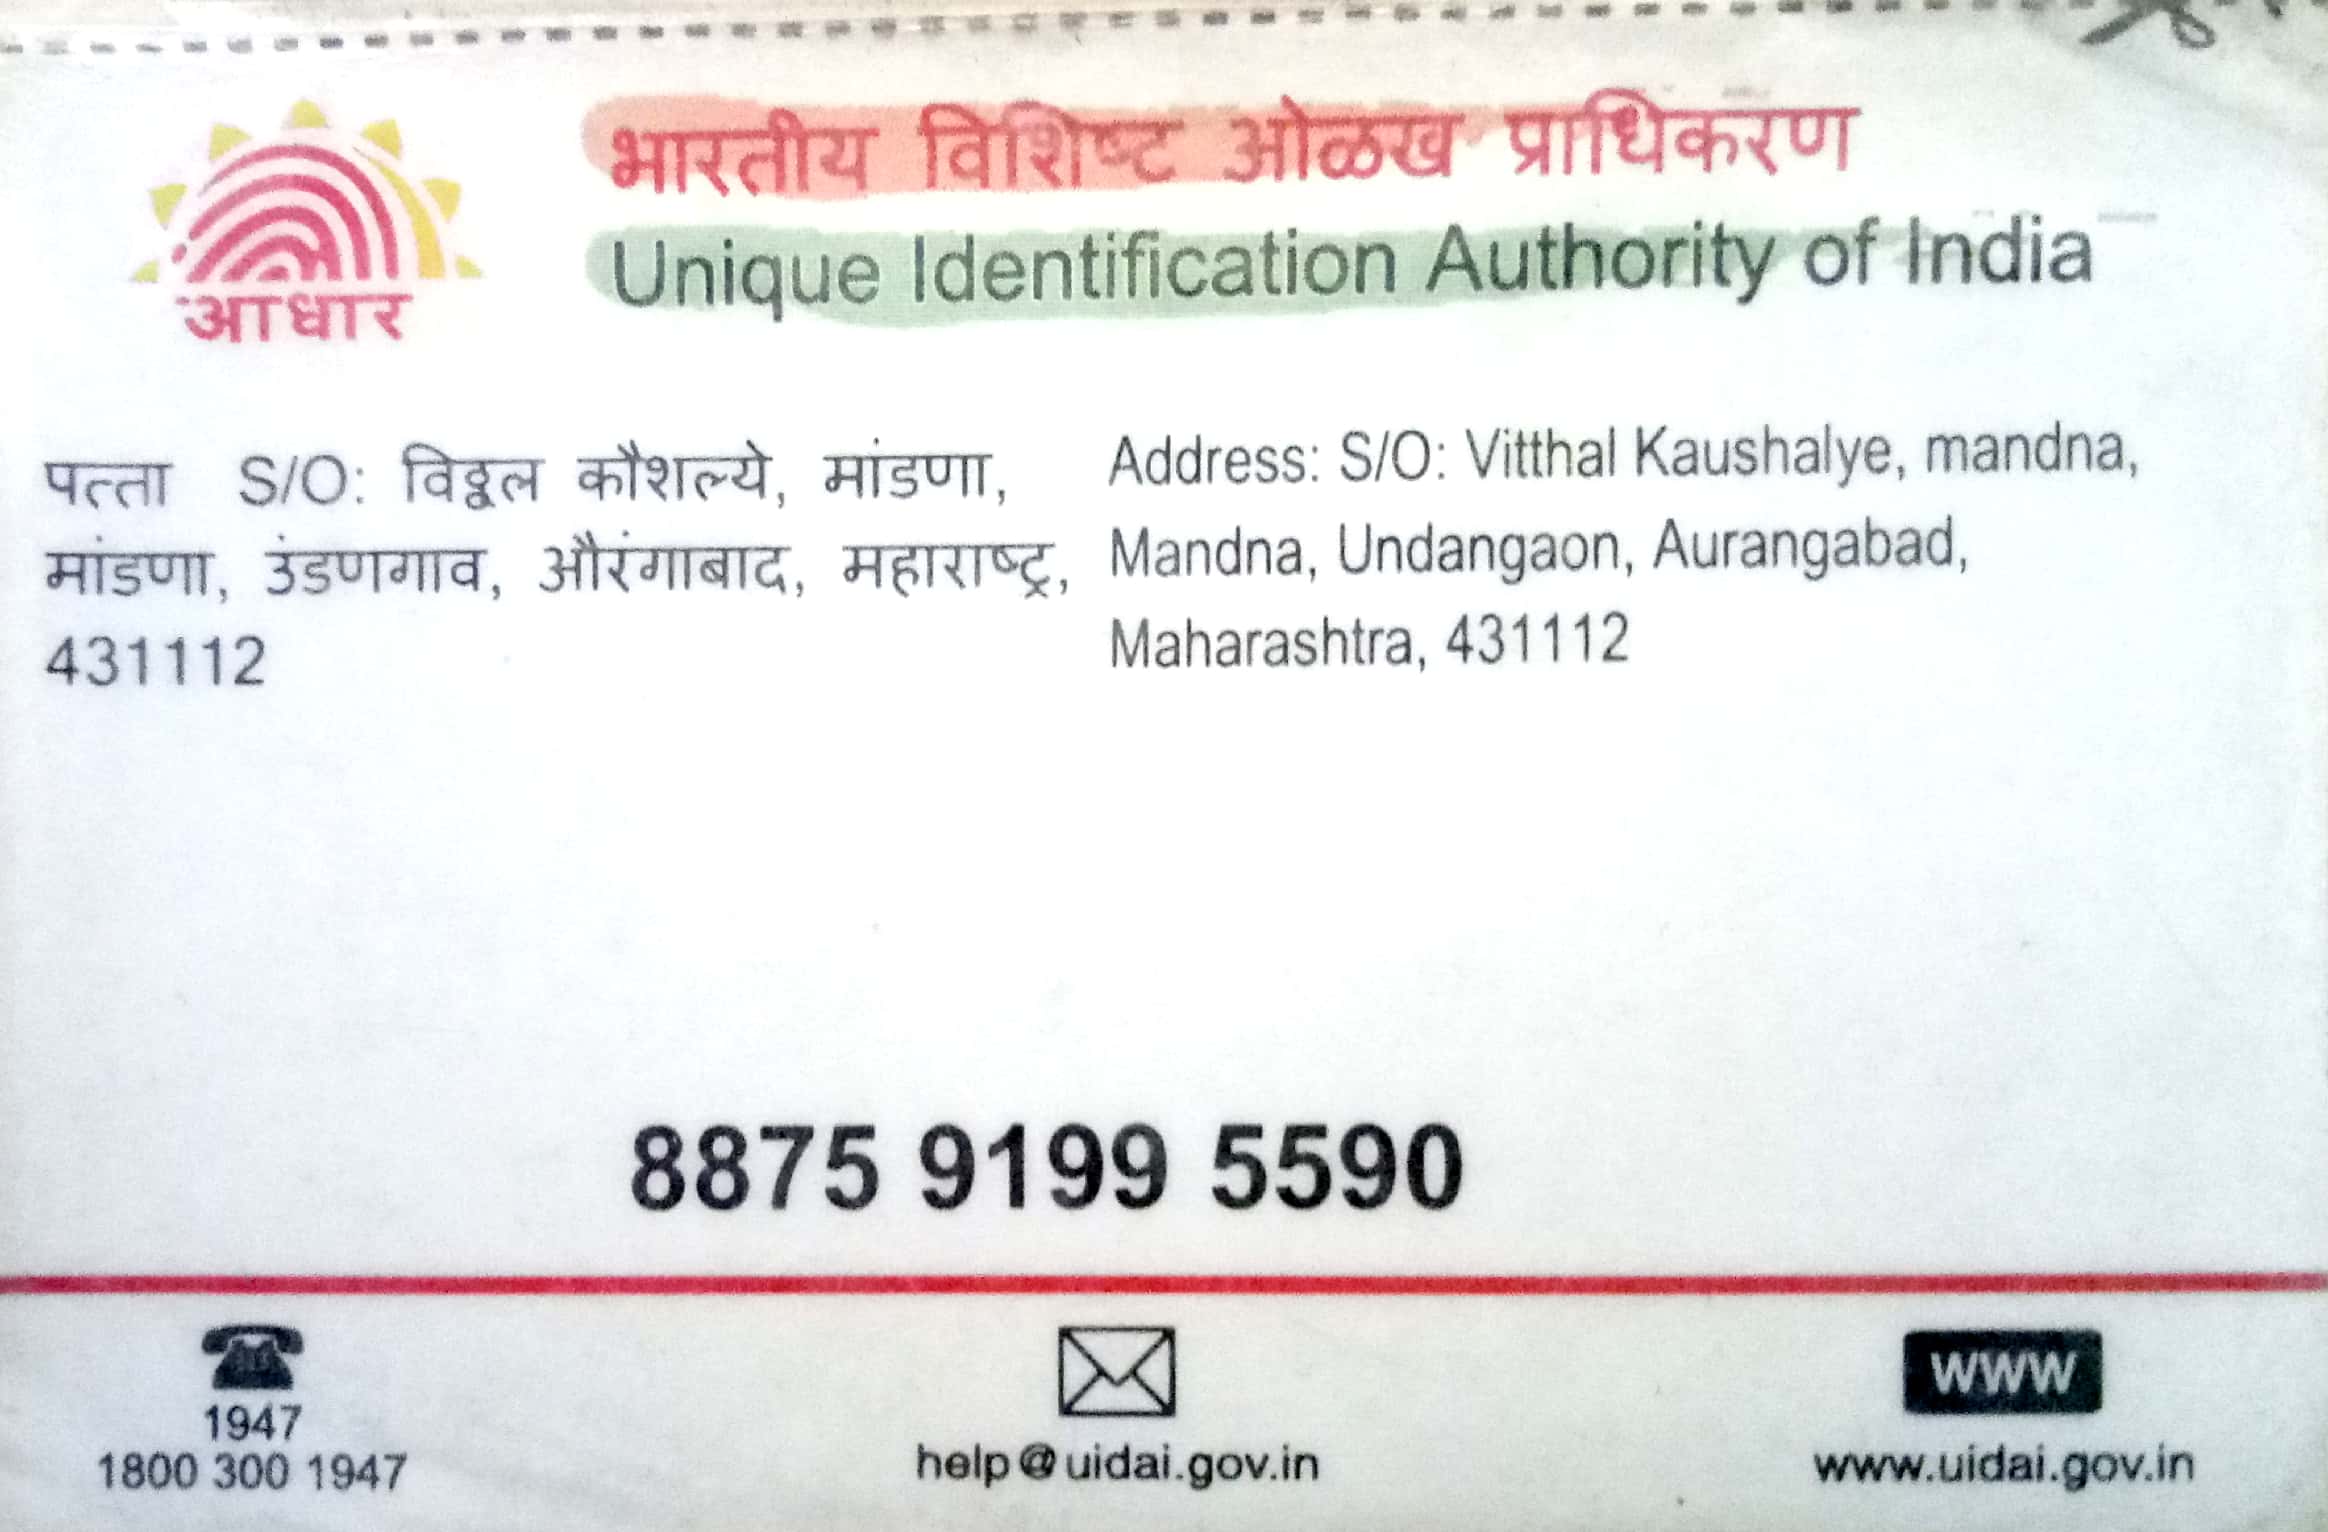 भारतीय विशिष्ट ओळख प्राधिकरण
Unique Identification Authority of India
आधार
पत्ता S/O: विठ्ठल कौशल्ये, मांडणा,
मांडणा, उंडणगाव, औरंगाबाद, महाराष्ट्र,
431112
Address: S/O: Vitthal Kaushalye, mandna,
Mandna, Undangaon, Aurangabad,
Maharashtra, 431112
8875 9199 5590
1947
1800 300 1947
help@uidai.gov.in
www
www.uidai.gov.in